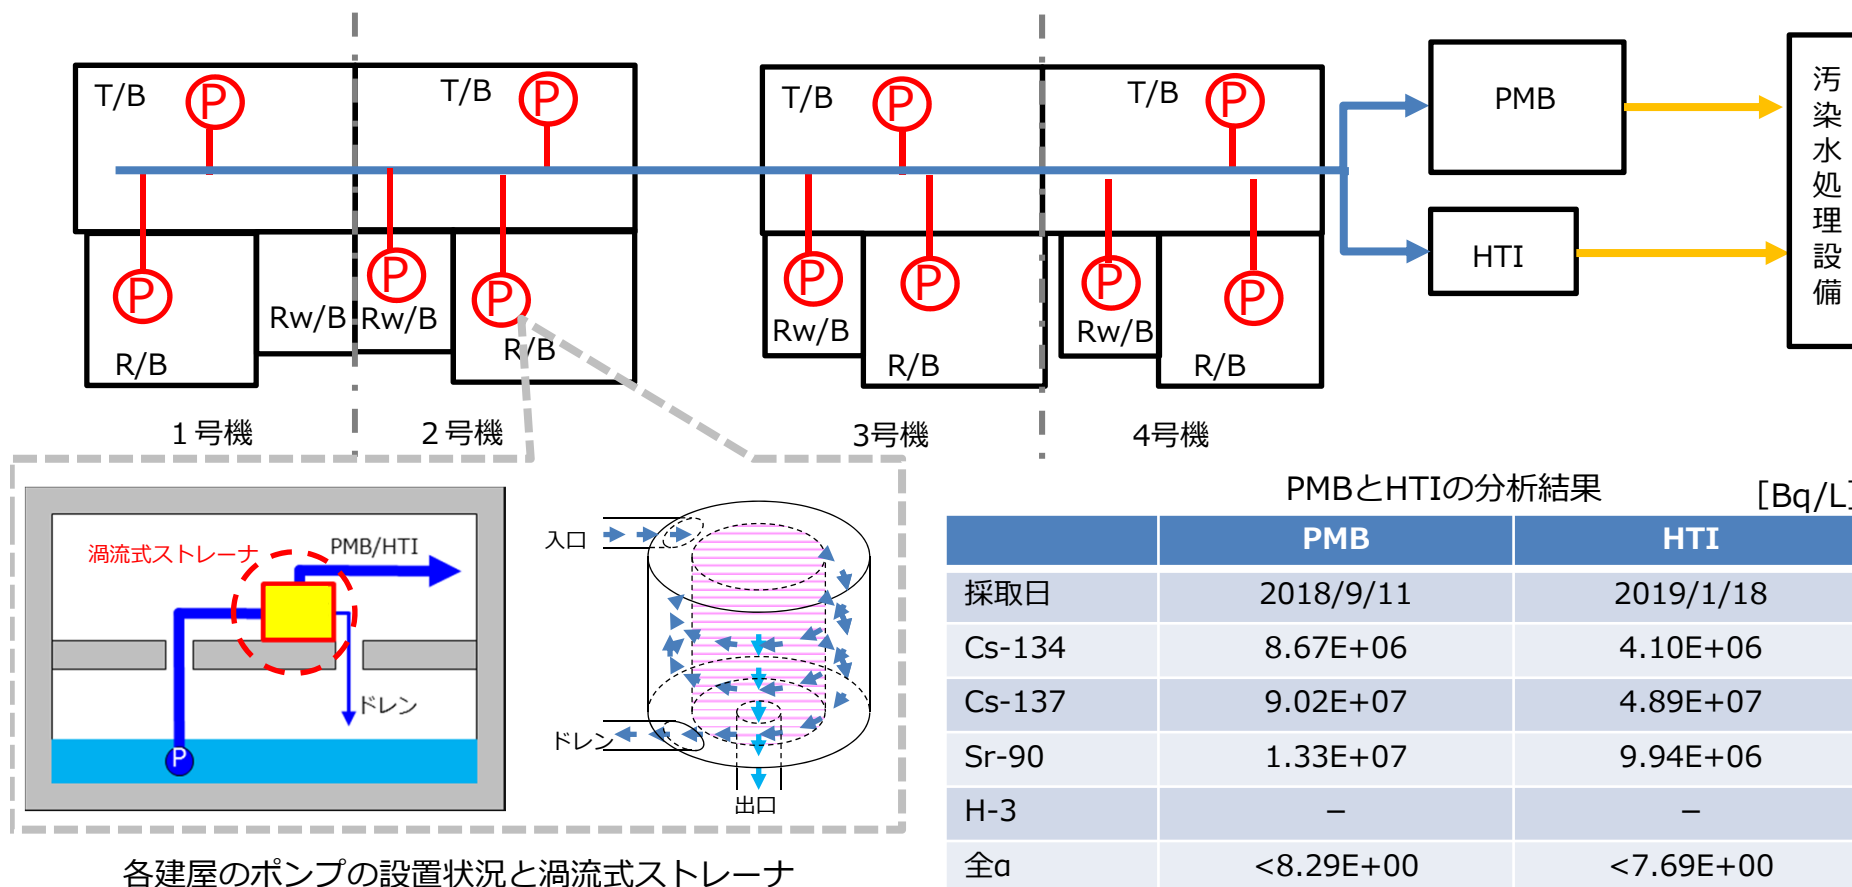 T/B P T/B P T/B P T/B P PMB
汚染水処理設備
HTI
P P P P P P P
Rw/B Rw/B R/B Rw/B Rw/B
R/B R/B R/B
１号機 ２号機 3号機 4号機
PMBとHTIの分析結果 [Bq/L]
渦流式ストレーナ PMB/HTI
ドレン
P
入口
ドレン
出口
PMB HTI
採取日 2018/9/11 2019/1/18
Cs-134 8.67E+06 4.10E+06
Cs-137 9.02E+07 4.89E+07
Sr-90 1.33E+07 9.94E+06
H-3 – –
全α <8.29E+00 <7.69E+00
各建屋のポンプの設置状況と渦流式ストレーナ